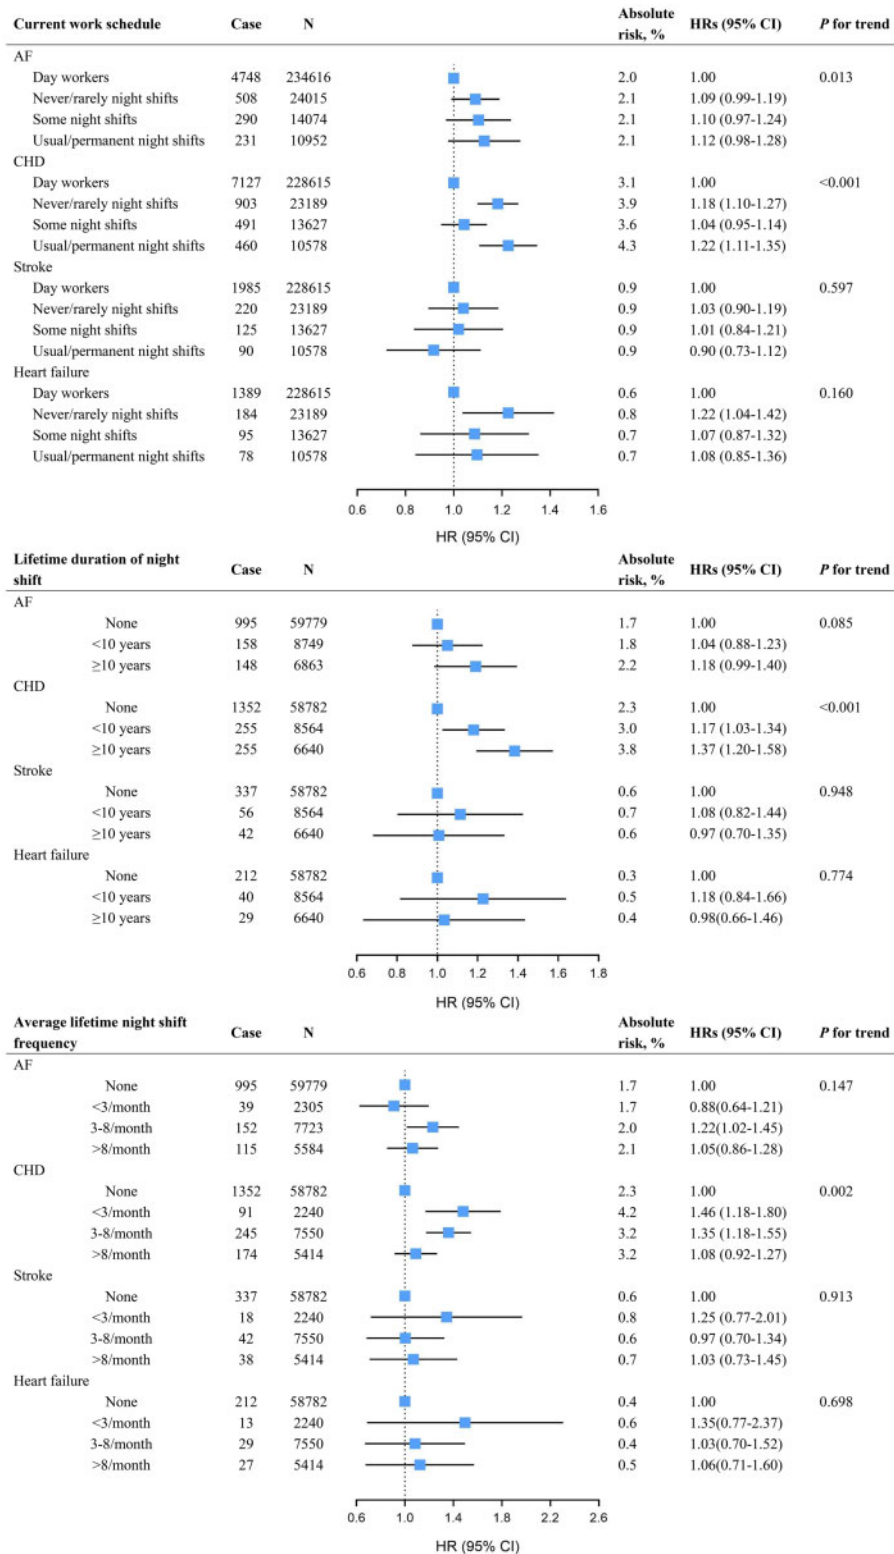 Current work schedule Case N Absolute risk, % HRs (95% CI) P for trend
AF
Day workers 4748 234616 2.0 1.00 0.013
Never/rarely night shifts 508 24015 2.1 1.09 (0.99-1.19)
Some night shifts 290 14074 2.1 1.10 (0.97-1.24)
Usual/permanent night shifts 231 10952 2.1 1.12 (0.98-1.28)
CHD
Day workers 7127 228615 3.1 1.00 <0.001
Never/rarely night shifts 903 23189 3.9 1.18 (1.10-1.27)
Some night shifts 491 13627 3.6 1.04 (0.95-1.14)
Usual/permanent night shifts 460 10578 4.3 1.22 (1.11-1.35)
Stroke
Day workers 1985 228615 0.9 1.00 0.597
Never/rarely night shifts 220 23189 0.9 1.03 (0.90-1.19)
Some night shifts 125 13627 0.9 1.01 (0.84-1.21)
Usual/permanent night shifts 90 10578 0.9 0.90 (0.73-1.12)
Heart failure
Day workers 1389 228615 0.6 1.00 0.160
Never/rarely night shifts 184 23189 0.8 1.22 (1.04-1.42)
Some night shifts 95 13627 0.7 1.07 (0.87-1.32)
Usual/permanent night shifts 78 10578 0.7 1.08 (0.85-1.36)
0.6 0.8 1.0 1.2 1.4 1.6
HR (95% CI)
Lifetime duration of night shift Case N Absolute risk, % HRs (95% CI) P for trend
AF
None 995 59779 1.7 1.00 0.085
<10 years 158 8749 1.8 1.04 (0.88-1.23)
≥10 years 148 6863 2.2 1.18 (0.99-1.40)
CHD
None 1352 58782 2.3 1.00 <0.001
<10 years 255 8564 3.0 1.17 (1.03-1.34)
≥10 years 255 6640 3.8 1.37 (1.20-1.58)
Stroke
None 337 58782 0.6 1.00 0.948
<10 years 56 8564 0.7 1.08 (0.82-1.44)
≥10 years 42 6640 0.6 0.97 (0.70-1.35)
Heart failure
None 212 58782 0.3 1.00 0.774
<10 years 40 8564 0.5 1.18 (0.84-1.66)
≥10 years 29 6640 0.4 0.98(0.66-1.46)
0.6 0.8 1.0 1.2 1.4 1.6 1.8
HR (95% CI)
Average lifetime night shift frequency Case N Absolute risk, % HRs (95% CI) P for trend
AF
None 995 59779 1.7 1.00 0.147
<3/month 39 2305 1.7 0.88(0.64-1.21)
3-8/month 152 7723 2.0 1.22(1.02-1.45)
>8/month 115 5584 2.1 1.05(0.86-1.28)
CHD
None 1352 58782 2.3 1.00 0.002
<3/month 91 2240 4.2 1.46 (1.18-1.80)
3-8/month 245 7550 3.2 1.35 (1.18-1.55)
>8/month 174 5414 3.2 1.08 (0.92-1.27)
Stroke
None 337 58782 0.6 1.00 0.913
<3/month 18 2240 0.8 1.25 (0.77-2.01)
3-8/month 42 7550 0.6 0.97 (0.70-1.34)
>8/month 38 5414 0.7 1.03 (0.73-1.45)
Heart failure
None 212 58782 0.4 1.00 0.698
<3/month 13 2240 0.6 1.35(0.77-2.37)
3-8/month 29 7550 0.4 1.03(0.70-1.52)
>8/month 27 5414 0.5 1.06(0.71-1.60)
0.6 1.0 1.4 1.8 2.2 2.6
HR (95% CI)